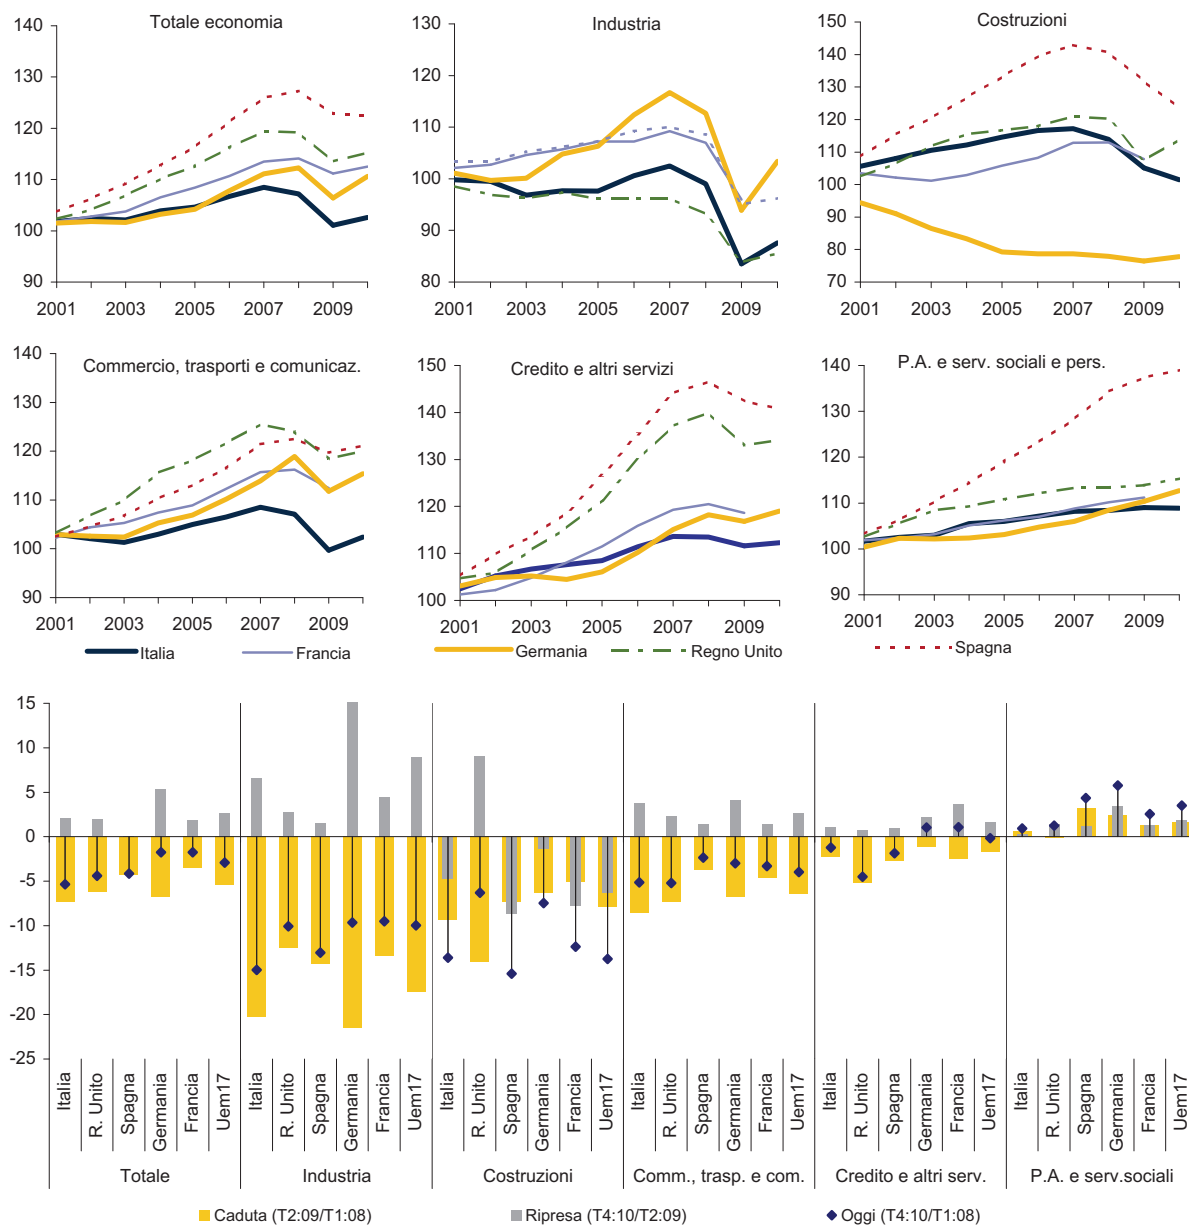 Totale economia
140
130
120
110
100
90
2001 2003 2005 2007 2009
Industria
130
120
110
100
90
80
2001 2003 2005 2007 2009
Costruzioni
150
140
130
120
110
100
90
80
70
2001 2003 2005 2007 2009
Commercio, trasporti e comunicaz.
140
130
120
110
100
90
2001 2003 2005 2007 2009
Credito e altri servizi
150
140
130
120
110
100
2001 2003 2005 2007 2009
P.A. e serv. sociali e pers.
140
130
120
110
100
90
2001 2003 2005 2007 2009
Italia Francia Germania Regno Unito Spagna
15
10
5
0
-5
-10
-15
-20
-25
Italia R. Unito Spagna Germania Francia Uem17
Italia R. Unito Spagna Germania Francia Uem17
Italia R. Unito Spagna Germania Francia Uem17
Italia R. Unito Spagna Germania Francia Uem17
Italia R. Unito Spagna Germania Francia Uem17
Italia R. Unito Spagna Germania Francia Uem17
Totale Industria Costruzioni Comm., trasp. e com. Credito e altri serv. P.A. e serv.sociali
Caduta (T2:09/T1:08) Ripresa (T4:10/T2:09) Oggi (T4:10/T1:08)